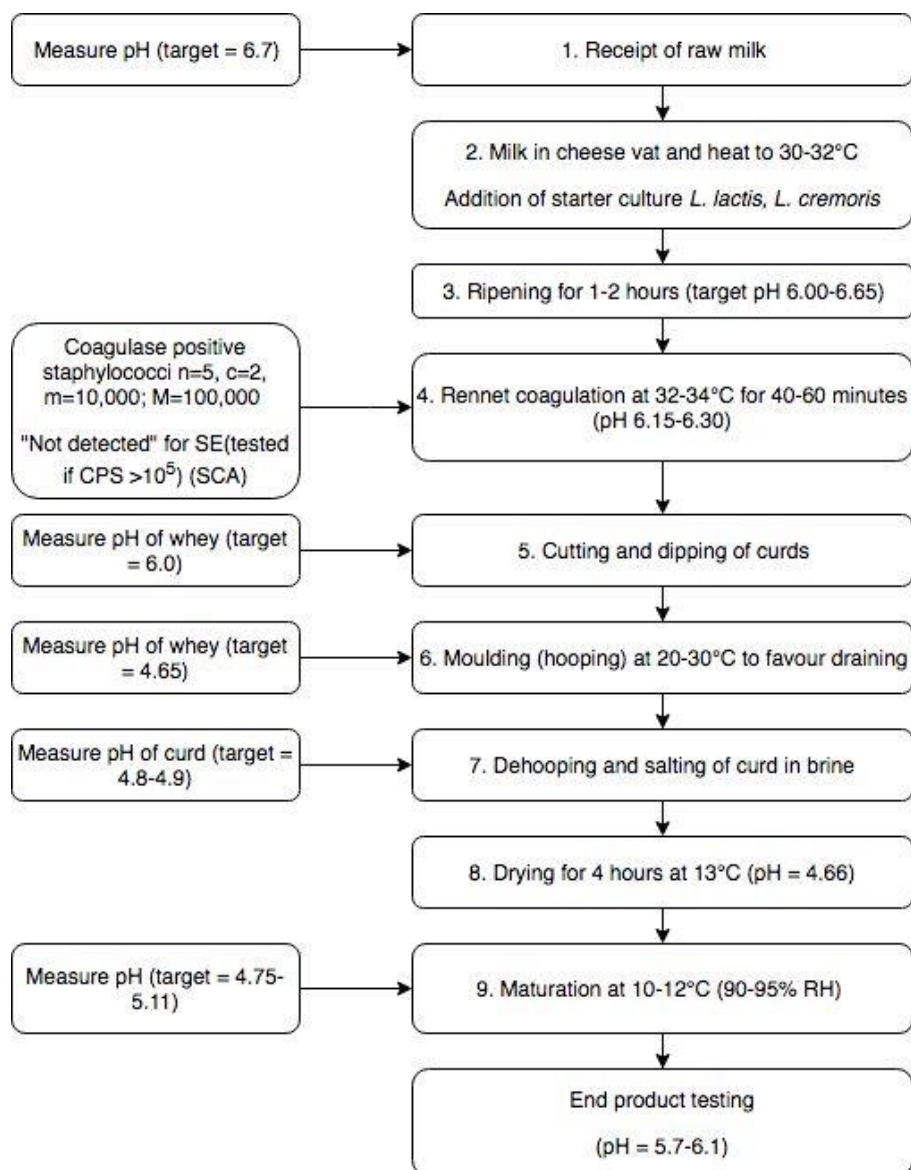 Measure pH (target = 6.7)
1. Receipt of raw milk
2. Milk in cheese vat and heat to 30-32°C
Addition of starter culture L. lactis, L. cremoris
3. Ripening for 1-2 hours (target pH 6.00-6.65)
Coagulase positive
staphylococci n=5, c=2,
m=10,000; M=100,000
"Not detected" for SE(tested
if CPS >10⁵) (SCA)
4. Rennet coagulation at 32-34°C for 40-60 minutes
(pH 6.15-6.30)
Measure pH of whey (target
= 6.0)
5. Cutting and dipping of curds
Measure pH of whey (target
= 4.65)
6. Moulding (hooping) at 20-30°C to favour draining
Measure pH of curd (target =
4.8-4.9)
7. Dehooping and salting of curd in brine
8. Drying for 4 hours at 13°C (pH = 4.66)
Measure pH (target = 4.75-
5.11)
9. Maturation at 10-12°C (90-95% RH)
End product testing
(pH = 5.7-6.1)